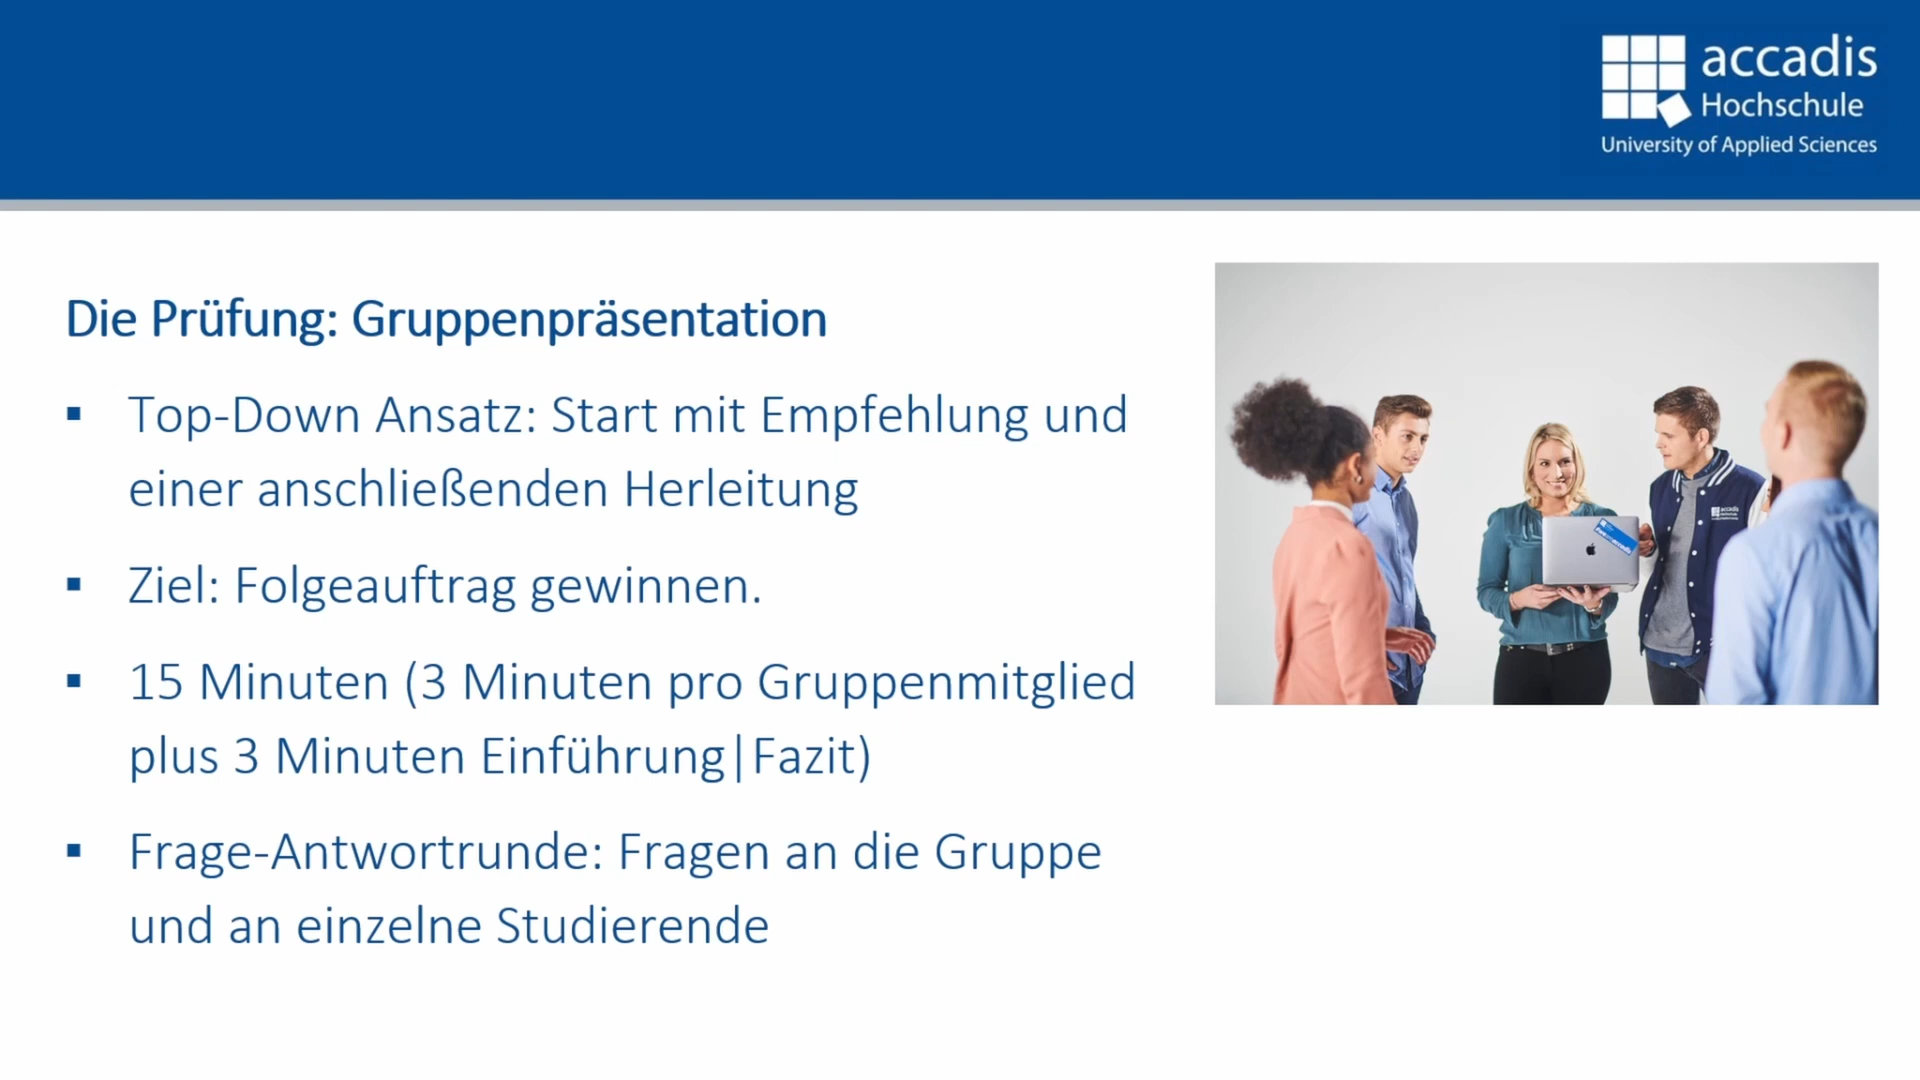 accadis
Hochschule
University of Applied Sciences
Die Prüfung: Gruppenpräsentation
▪ Top-Down Ansatz: Start mit Empfehlung und
einer anschließenden Herleitung
▪ Ziel: Folgeauftrag gewinnen.
▪ 15 Minuten (3 Minuten pro Gruppenmitglied
plus 3 Minuten Einführung|Fazit)
▪ Frage-Antwortrunde: Fragen an die Gruppe
und an einzelne Studierende
accadis